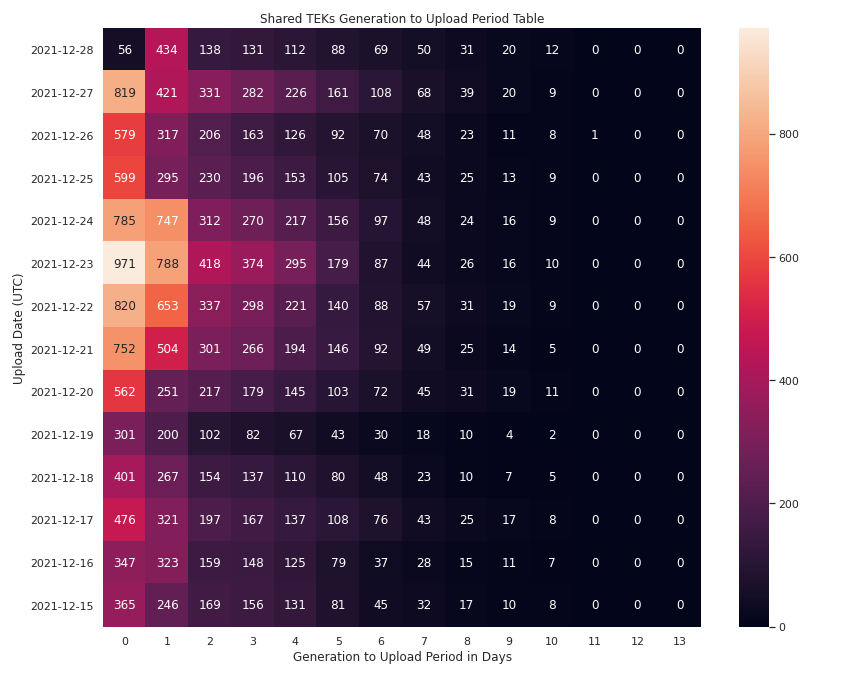 Shared TEKs Generation to Upload Period Table
Upload Date (UTC)
2021-12-28 56 434 138 131 112 88 69 50 31 20 12 0 0 0
2021-12-27 819 421 331 282 226 161 108 68 39 20 9 0 0 0
2021-12-26 579 317 206 163 126 92 70 48 23 11 8 1 0 0
2021-12-25 599 295 230 196 153 105 74 43 25 13 9 0 0 0
2021-12-24 785 747 312 270 217 156 97 48 24 16 9 0 0 0
2021-12-23 971 788 418 374 295 179 87 44 26 16 10 0 0 0
2021-12-22 820 653 337 298 221 140 88 57 31 19 9 0 0 0
2021-12-21 752 504 301 266 194 146 92 49 25 14 5 0 0 0
2021-12-20 562 251 217 179 145 103 72 45 31 19 11 0 0 0
2021-12-19 301 200 102 82 67 43 30 18 10 4 2 0 0 0
2021-12-18 401 267 154 137 110 80 48 23 10 7 5 0 0 0
2021-12-17 476 321 197 167 137 108 76 43 25 17 8 0 0 0
2021-12-16 347 323 159 148 125 79 37 28 15 11 7 0 0 0
2021-12-15 365 246 169 156 131 81 45 32 17 10 8 0 0 0
0 1 2 3 4 5 6 7 8 9 10 11 12 13
Generation to Upload Period in Days
800
600
400
200
0